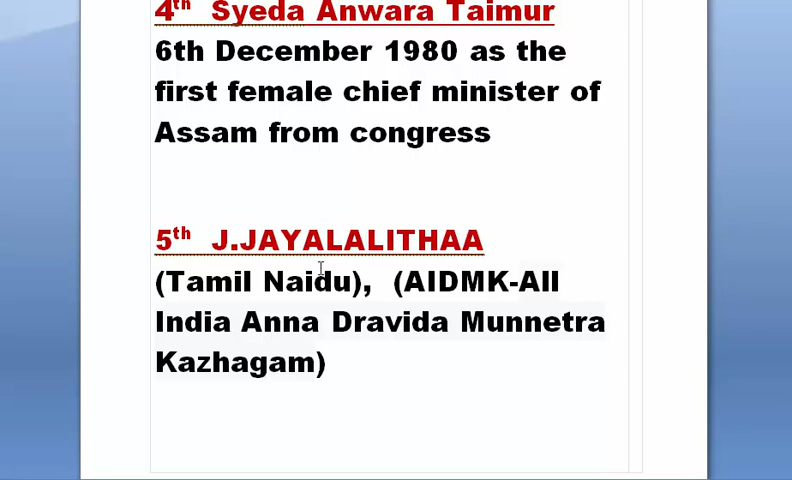 4th Syeda Anwara Taimur
6th December 1980 as the
first female chief minister of
Assam from congress
5th J.JAYALALITHAA
(Tamil Naidu), (AIDMK-All
India Anna Dravida Munnetra
Kazhagam)